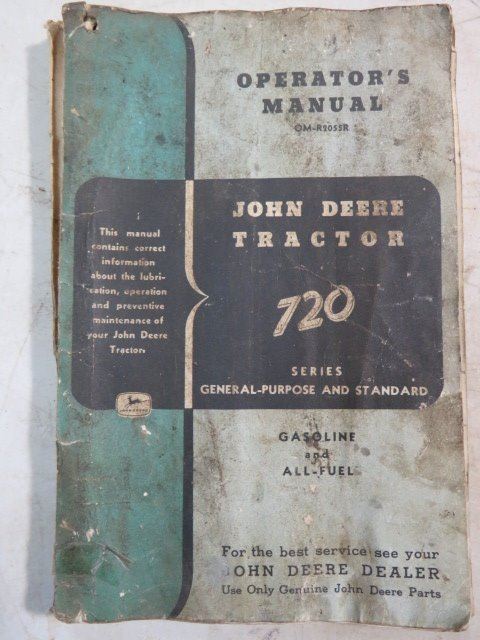 OPERATOR'S
MANUAL
OM-R2055R
JOHN DEERE
TRACTOR
720
SERIES
GENERAL-PURPOSE AND STANDARD
This manual
contains correct
information
about the lubri-
cation, operation
and preventive
maintenance of
your John Deere
Tractor.
JOHN DEERE
GASOLINE
and
ALL-FUEL
For the best service see your
JOHN DEERE DEALER
Use Only Genuine John Deere Parts